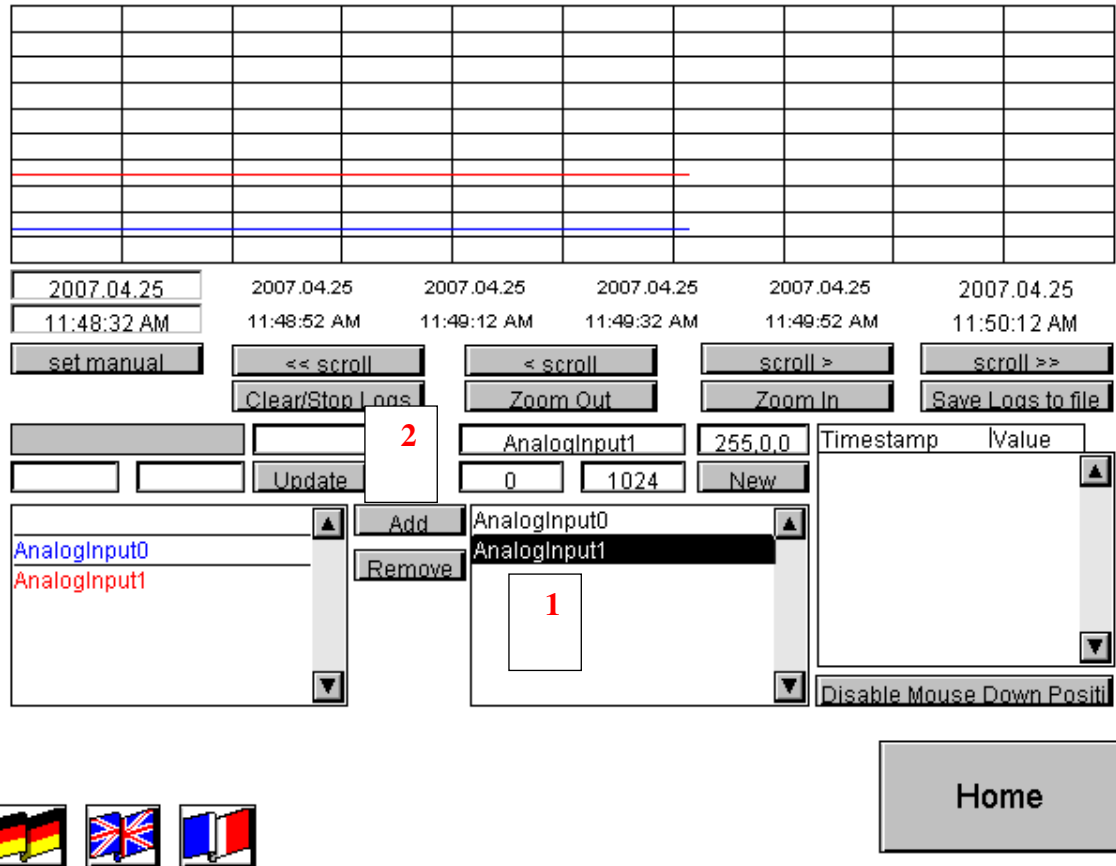 2007.04.25 2007.04.25 2007.04.25 2007.04.25 2007.04.25 2007.04.25
11:48:32 AM 11:48:52 AM 11:49:12 AM 11:49:32 AM 11:49:52 AM 11:50:12 AM
set manual << scroll < scroll scroll > scroll >>
Clear/Stop Logs Zoom Out Zoom In Save Logs to file
2 AnalogInput1 255,0,0 Timestamp Value
Update 0 1024 New
Add AnalogInput0
AnalogInput0 AnalogInput1
Remove
AnalogInput1
1
Disable Mouse Down Positi
Home